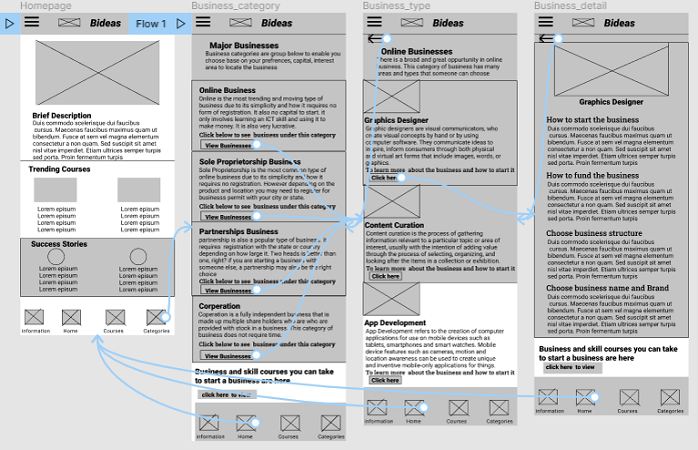 Homepage
Flow 1
Bideas
Brief Description
Duis commodo scelerisque dui faucibus
cursus. Maecenas faucibus maximus quam ut
bibendum. Fusce at sem vel magna elementum
consectetur a non quam. Sed suscipit sit amet
nisl vitae imperdiet. Etiam ultrices semper
sed porta. Proin fermentum turpis
Trending Courses
Lorem episum Lorem episum
Lorem episum Lorem episum
Lorem episum Lorem episum
Lorem episum Lorem episum
Success Stories
Lorem episum Lorem episum
Lorem episum Lorem episum
Lorem episum Lorem episum
Lorem episum Lorem episum
Information Home Courses Categories
Business_category
Bideas
Major Businesses
Business categories are group below to enable you
choose base on your prefrences, capital, interest
area to locate the business
Online Business
Online is the most trending and moving type of
business due to its simplicity and how it requires no
form of registration. It also no capital to start. it
only involves learning an ICT skill and using it to
make money. It is also very lucrative.
Click below to see business under this category
View Businesses
Sole Proprietorship Business
Sole Propriatorship is the most common type of
online business due to its simplicity and how it
requires no registration. However depending on the
product and location you may need to register for
business permit with your city or state.
Click below to see business under this category
View Businesses
Partnerships Business
partnership is also a popular type of business. It
requires registration with the state or country
depending on how large it. Two heads is better than
one, right? if you are starting a business with
someone else, a partnership may also be the right
choice
Click below to see business under this category
View Businesses
Corperation
Coperation is a fully independent business that is
made up multiple share holders who are who are
provided with stock in a business. This category of
business does not require time.
Click below to see business under this category
View Businesses
Business and skill courses you can take
to start a business are here
click here to view
Information Home Courses Categories
Business_type
Bideas
Online Businesses
There is a broad and great opportunity in online
business. This category of business has many
areas and types that someone can choose
Graphics Designer
Graphic designers are visual communicators, who
create visual concepts by hand or by using
computer software. They communicate ideas to
inspire, inform consumers through both physical
and virtual art forms that include images, words, or
graphics.
To learn more about the business and how to start it
Click here
Content Curation
Content curation is the process of gathering
information relevant to a particular topic or area of
interest, usually with the intention of adding value
through the process of selecting, organizing, and
looking after the items in a collection or exhibition.
To learn more about the business and how to start it
Click here
App Development
App Development refers to the creation of computer
applications for use on mobile devices such as
tablets, smartphones and smart watches. Mobile
device features such as cameras, motion and
location awareness can be used to create unique
and inventive mobile-only applications for things.
To learn more about the business and how to start it
Click here
Information Home Courses Categories
Business_detail
Bideas
Graphics Designer
How to start the business
Duis commodo scelerisque dui faucibus
cursus. Maecenas faucibus maximus quam ut
bibendum. Fusce at sem vel magna elementum
consectetur a non quam. Sed suscipit sit amet
nisl vitae imperdiet. Etiam ultrices semper
sed porta. Proin fermentum turpis
How to fund the business
Duis commodo scelerisque dui faucibus
cursus. Maecenas faucibus maximus quam ut
bibendum. Fusce at sem vel magna elementum
consectetur a non quam. Sed suscipit sit amet
nisl vitae imperdiet. Etiam ultrices semper
sed porta. Proin fermentum turpis
Choose business structure
Duis commodo scelerisque dui faucibus
cursus. Maecenas faucibus maximus quam ut
bibendum. Fusce at sem vel magna elementum
consectetur a non quam. Sed suscipit sit amet
nisl vitae imperdiet. Etiam ultrices semper
sed porta. Proin fermentum turpis
Choose business name and Brand
Duis commodo scelerisque dui faucibus
cursus. Maecenas faucibus maximus quam ut
bibendum. Fusce at sem vel magna elementum
consectetur a non quam. Sed suscipit sit amet
nisl vitae imperdiet. Etiam ultrices semper
sed porta. Proin fermentum turpis
Business and skill courses you can take
to start a business are here
click here to view
Information Home Courses Categories